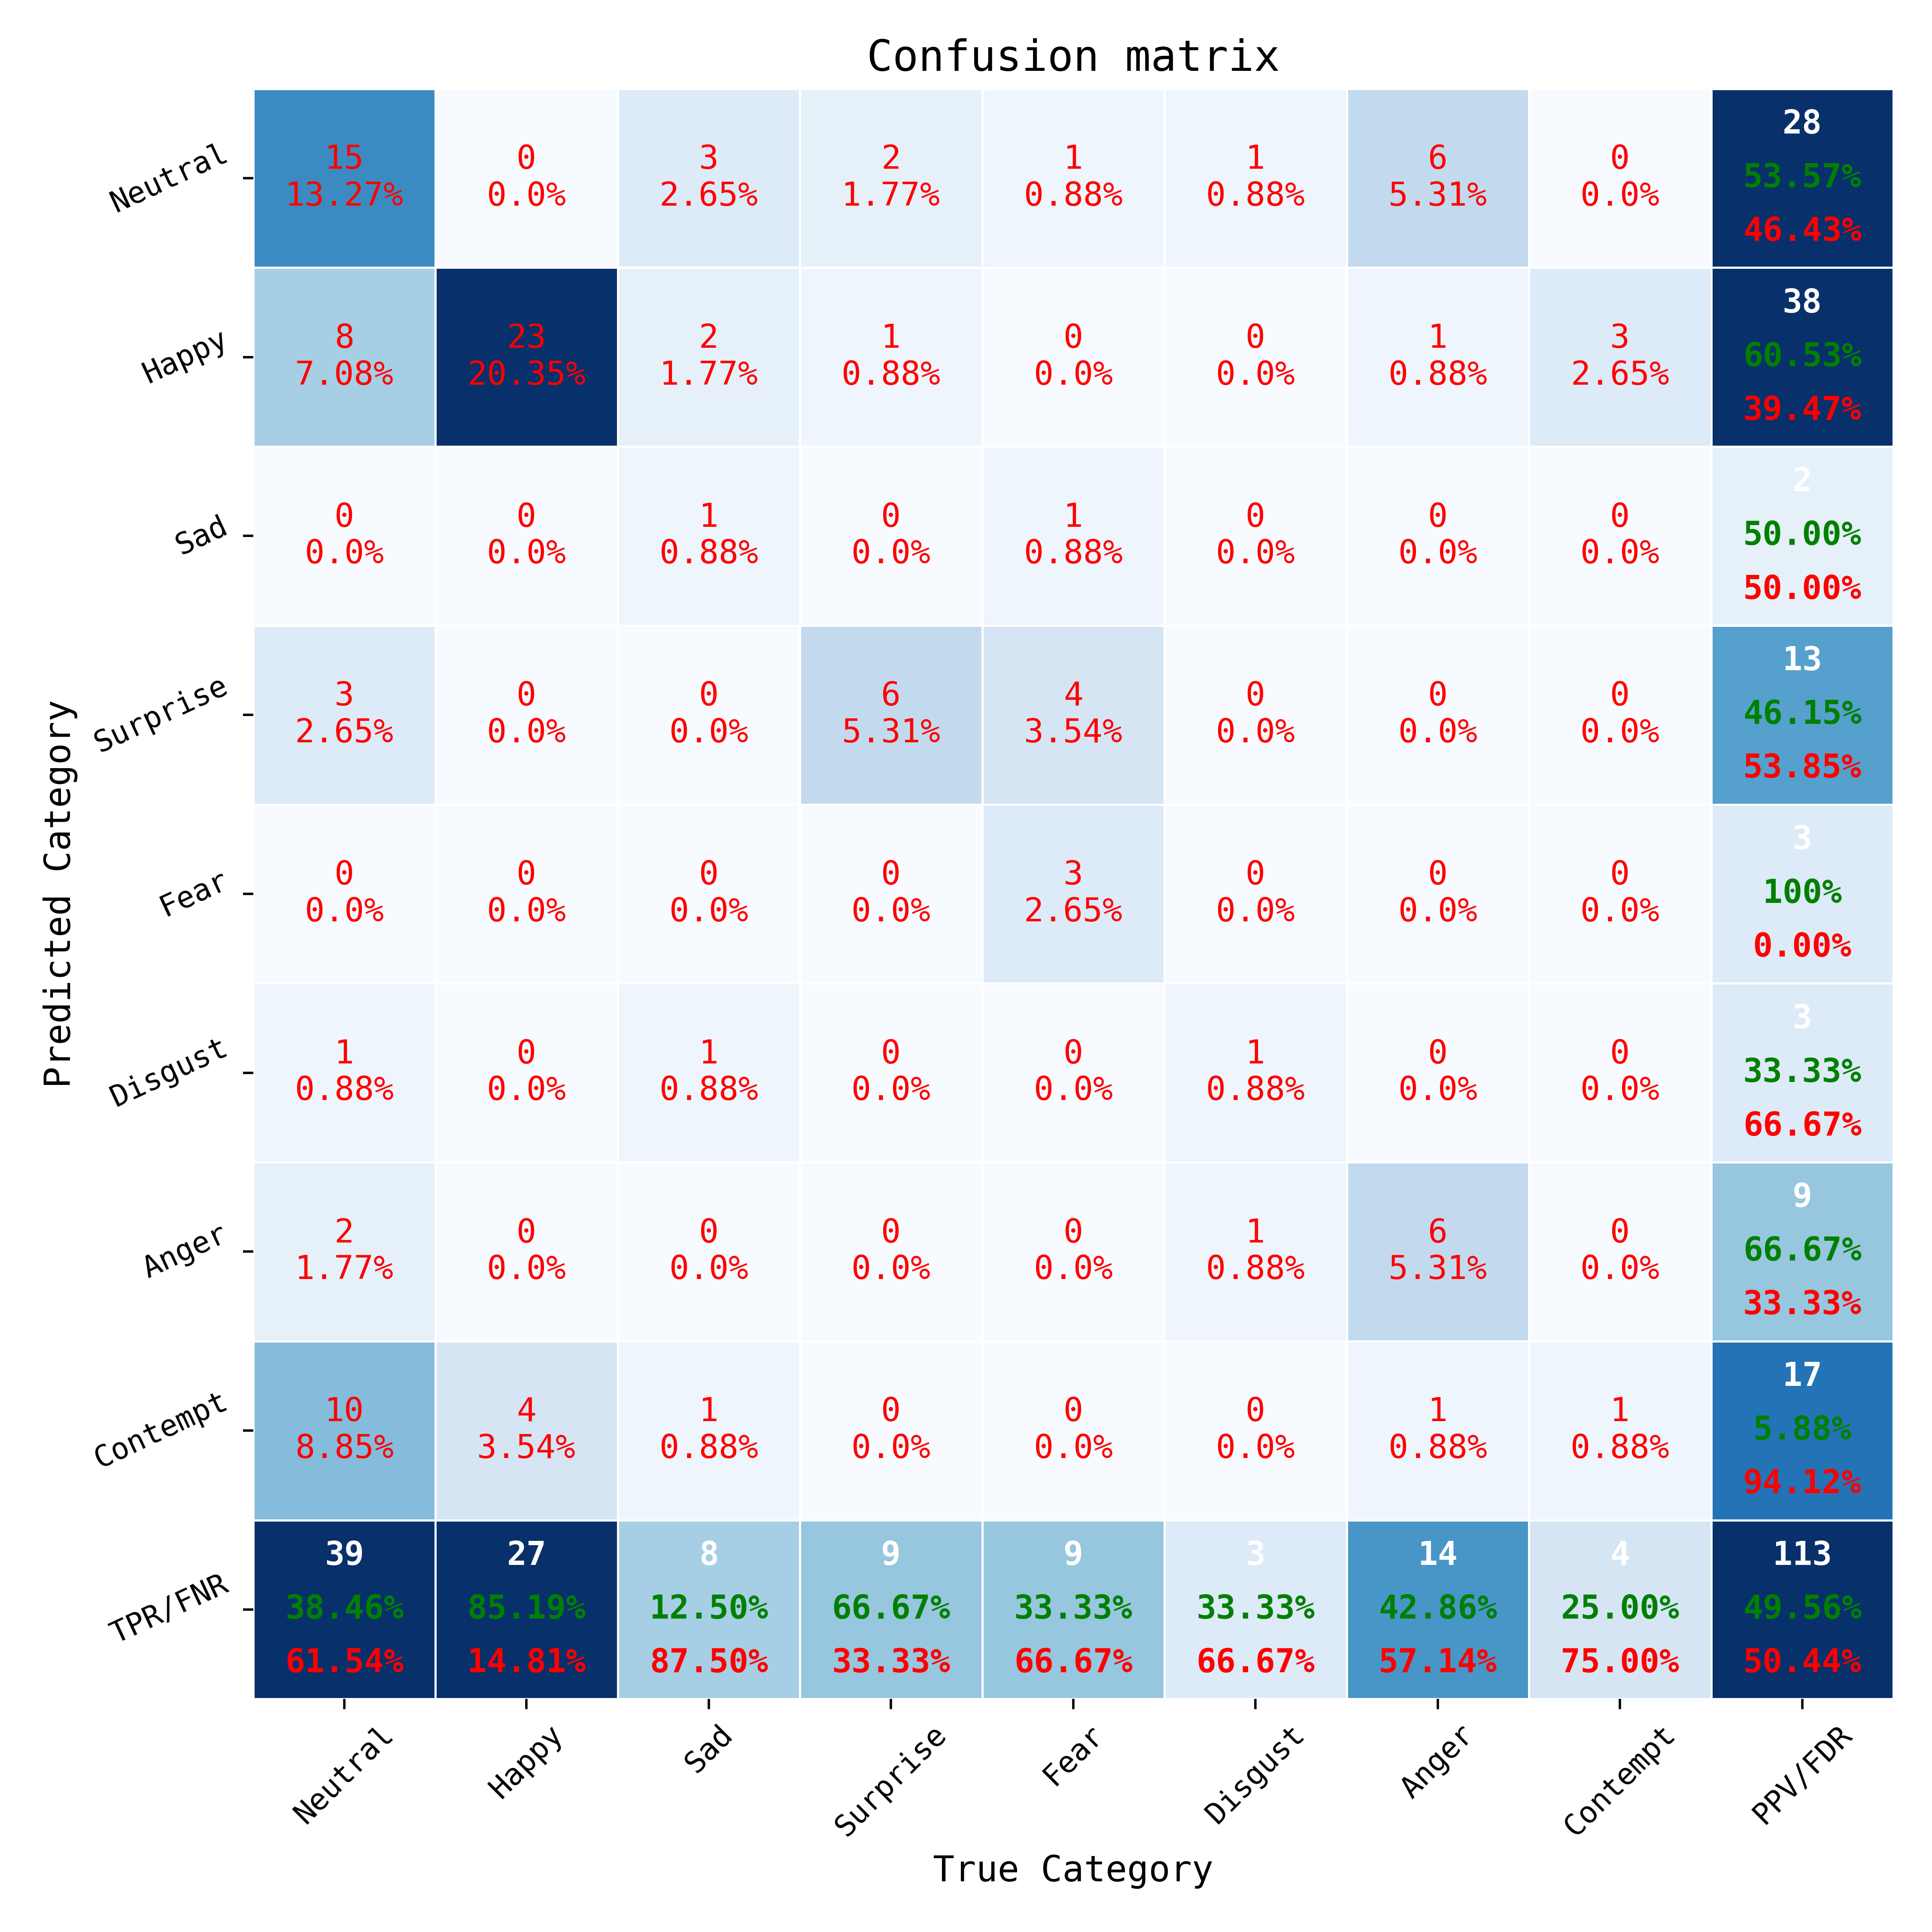 Confusion matrix
Neutral
15 0 3 2 1 1 6 0 28
13.27% 0.0% 2.65% 1.77% 0.88% 0.88% 5.31% 0.0% 53.57%
46.43%
Happy
8 23 2 1 0 0 1 3 38
7.08% 20.35% 1.77% 0.88% 0.0% 0.0% 0.88% 2.65% 60.53%
39.47%
Sad
0 0 1 0 1 0 0 0 2
0.0% 0.0% 0.88% 0.0% 0.88% 0.0% 0.0% 0.0% 50.00%
50.00%
Surprise
3 0 0 6 4 0 0 0 13
2.65% 0.0% 0.0% 5.31% 3.54% 0.0% 0.0% 0.0% 46.15%
53.85%
Fear
0 0 0 0 3 0 0 0 3
0.0% 0.0% 0.0% 0.0% 2.65% 0.0% 0.0% 0.0% 100%
0.00%
Disgust
1 0 1 0 0 1 0 0 3
0.88% 0.0% 0.88% 0.0% 0.0% 0.88% 0.0% 0.0% 33.33%
66.67%
Anger
2 0 0 0 0 1 6 0 9
1.77% 0.0% 0.0% 0.0% 0.0% 0.88% 5.31% 0.0% 66.67%
33.33%
Contempt
10 4 1 0 0 0 1 1 17
8.85% 3.54% 0.88% 0.0% 0.0% 0.0% 0.88% 0.88% 5.88%
94.12%
TPR/FNR
39 27 8 9 9 3 14 4 113
38.46% 85.19% 12.50% 66.67% 33.33% 33.33% 42.86% 25.00% 49.56%
61.54% 14.81% 87.50% 33.33% 66.67% 66.67% 57.14% 75.00% 50.44%
Neutral Happy Sad Surprise Fear Disgust Anger Contempt PPV/FDR
True Category
Predicted Category